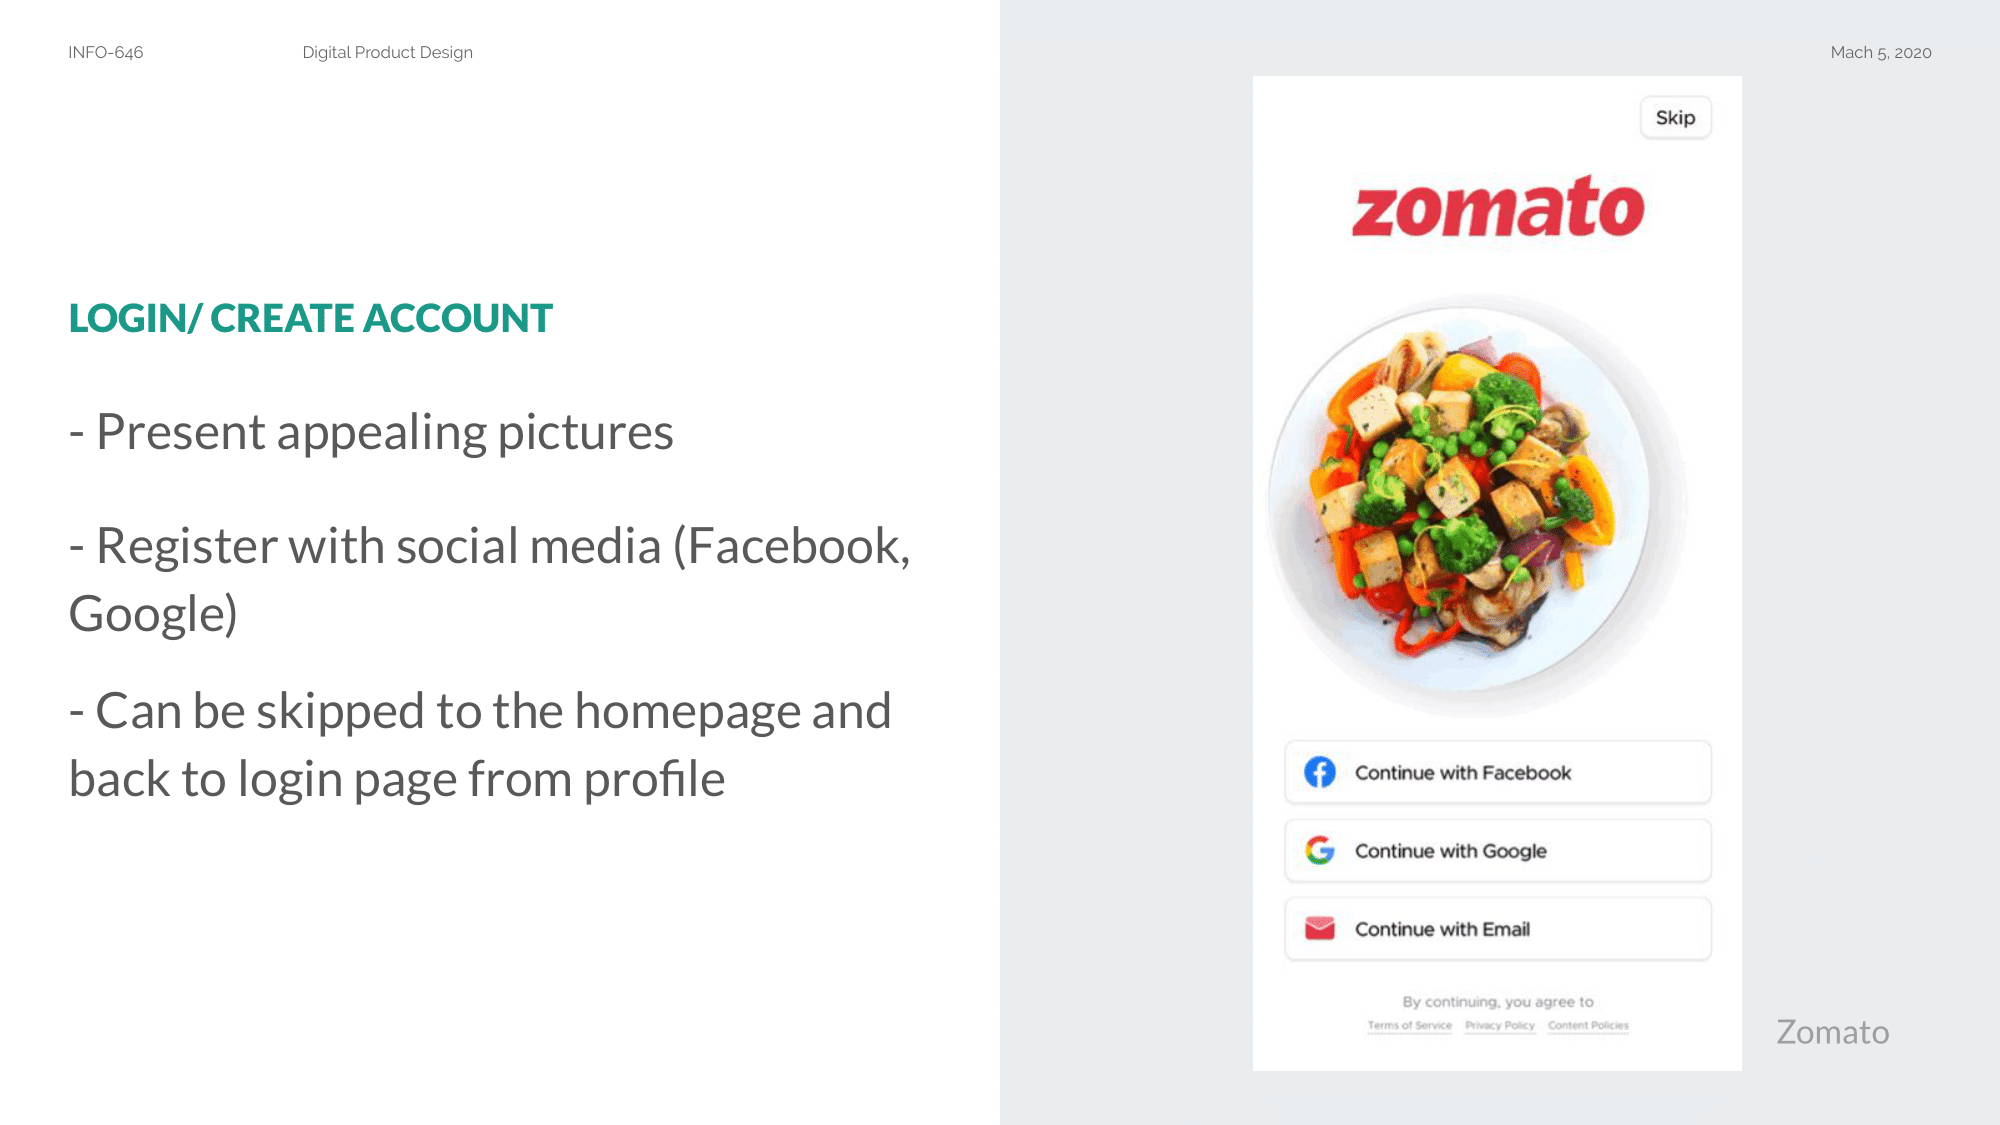 INFO-646
Digital Product Design
Mach 5, 2020
LOGIN/ CREATE ACCOUNT
- Present appealing pictures
- Register with social media (Facebook,
Google)
- Can be skipped to the homepage and
back to login page from profile
Skip
zomato
Continue with Facebook
Continue with Google
Continue with Email
By continuing, you agree to
Terms of Service Privacy Policy Content Policies
Zomato